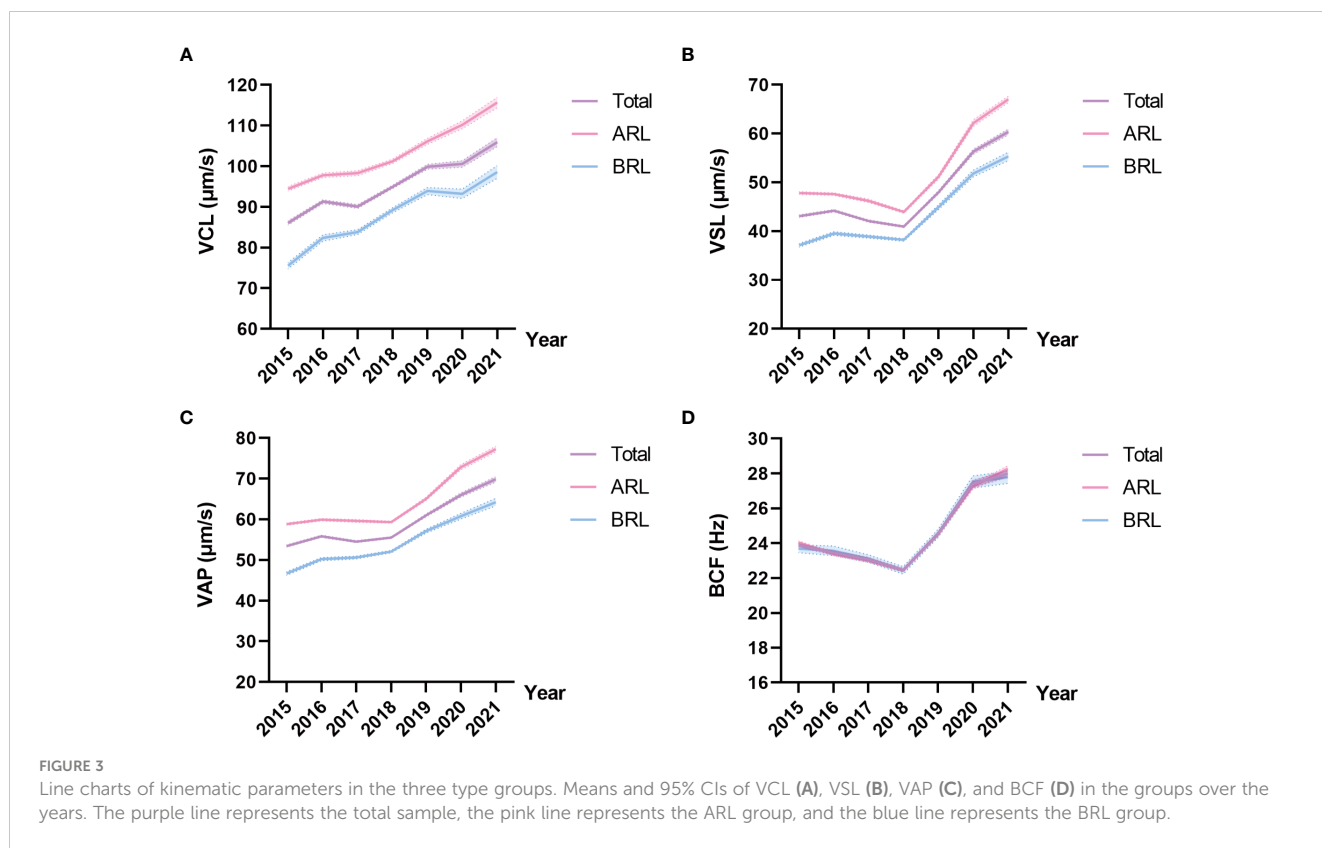 A
120
110
100
90
80
70
60
VCL (μm/s)
2015
2016
2017
2018
2019
2020
2021
Year
Total
ARL
BRL
B
70
60
50
40
30
20
VSL (μm/s)
2015
2016
2017
2018
2019
2020
2021
Year
Total
ARL
BRL
C
80
70
60
50
40
30
20
VAP (μm/s)
2015
2016
2017
2018
2019
2020
2021
Year
Total
ARL
BRL
D
30
28
26
24
22
20
18
16
BCF (Hz)
2015
2016
2017
2018
2019
2020
2021
Year
Total
ARL
BRL
FIGURE 3
Line charts of kinematic parameters in the three type groups. Means and 95% CIs of VCL (A), VSL (B), VAP (C), and BCF (D) in the groups over the
years. The purple line represents the total sample, the pink line represents the ARL group, and the blue line represents the BRL group.